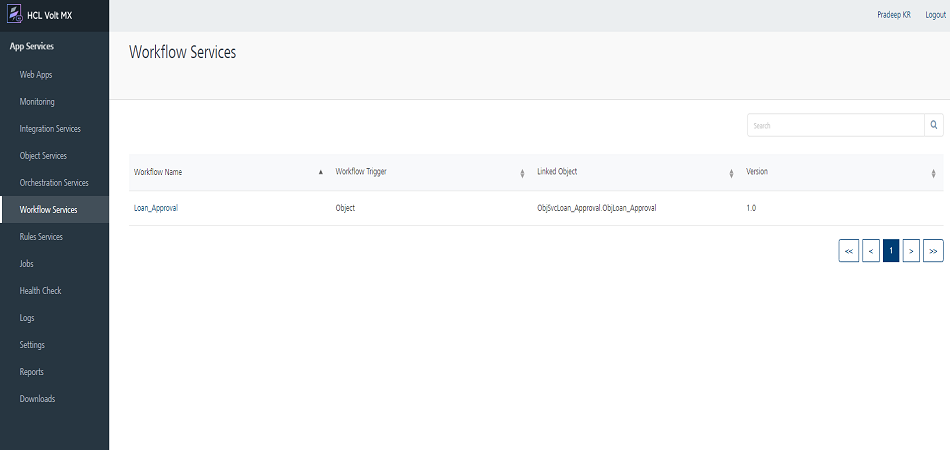 HCL Volt MX
Pradeep KR Logout
App Services
Web Apps
Monitoring
Integration Services
Object Services
Orchestration Services
Workflow Services
Rules Services
Jobs
Health Check
Logs
Settings
Reports
Downloads
Workflow Services
Search
Workflow Name Workflow Trigger Linked Object Version
Loan_Approval Object ObjSvcLoan_Approval.ObjLoan_Approval 1.0
<< < 1 > >>